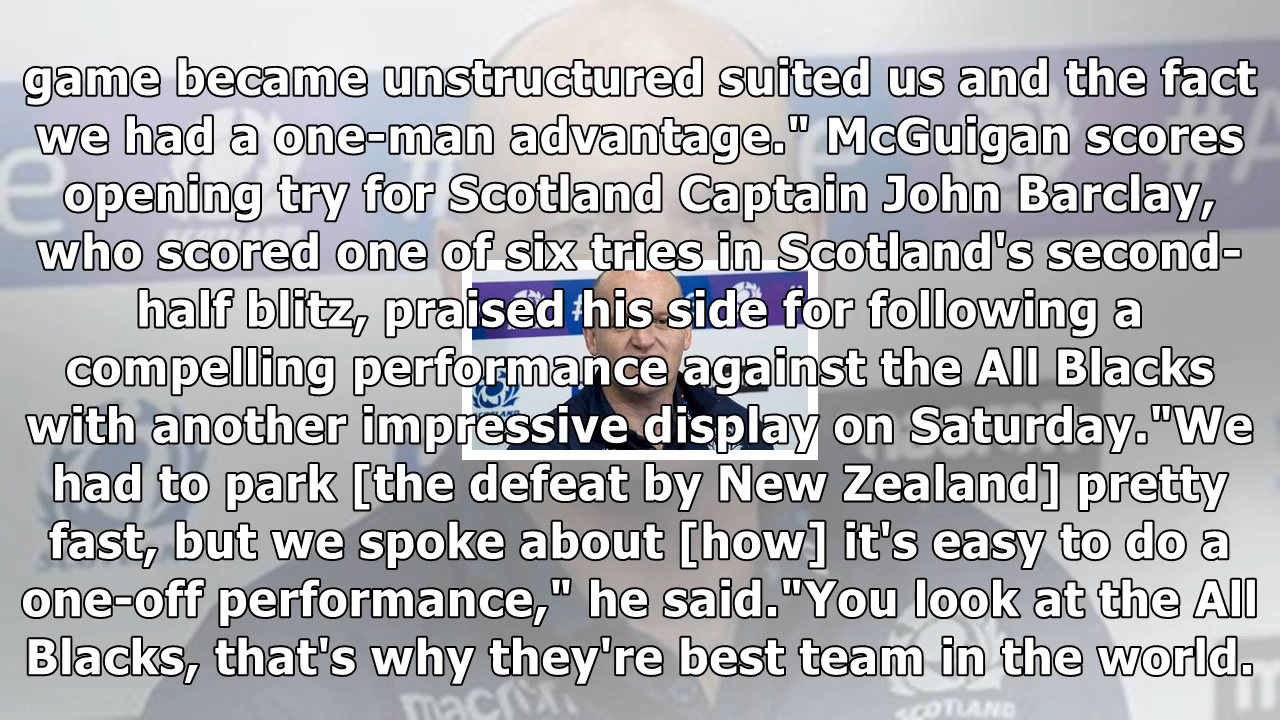 game became unstructured suited us and the fact
we had a one-man advantage." McGuigan scores
opening try for Scotland Captain John Barclay,
who scored one of six tries in Scotland's second-
half blitz, praised his side for following a
compelling performance against the All Blacks
with another impressive display on Saturday."We
had to park [the defeat by New Zealand] pretty
fast, but we spoke about [how] it's easy to do a
one-off performance," he said."You look at the All
Blacks, that's why they're best team in the world.
SCOTLAND
macron
SCOTLAND